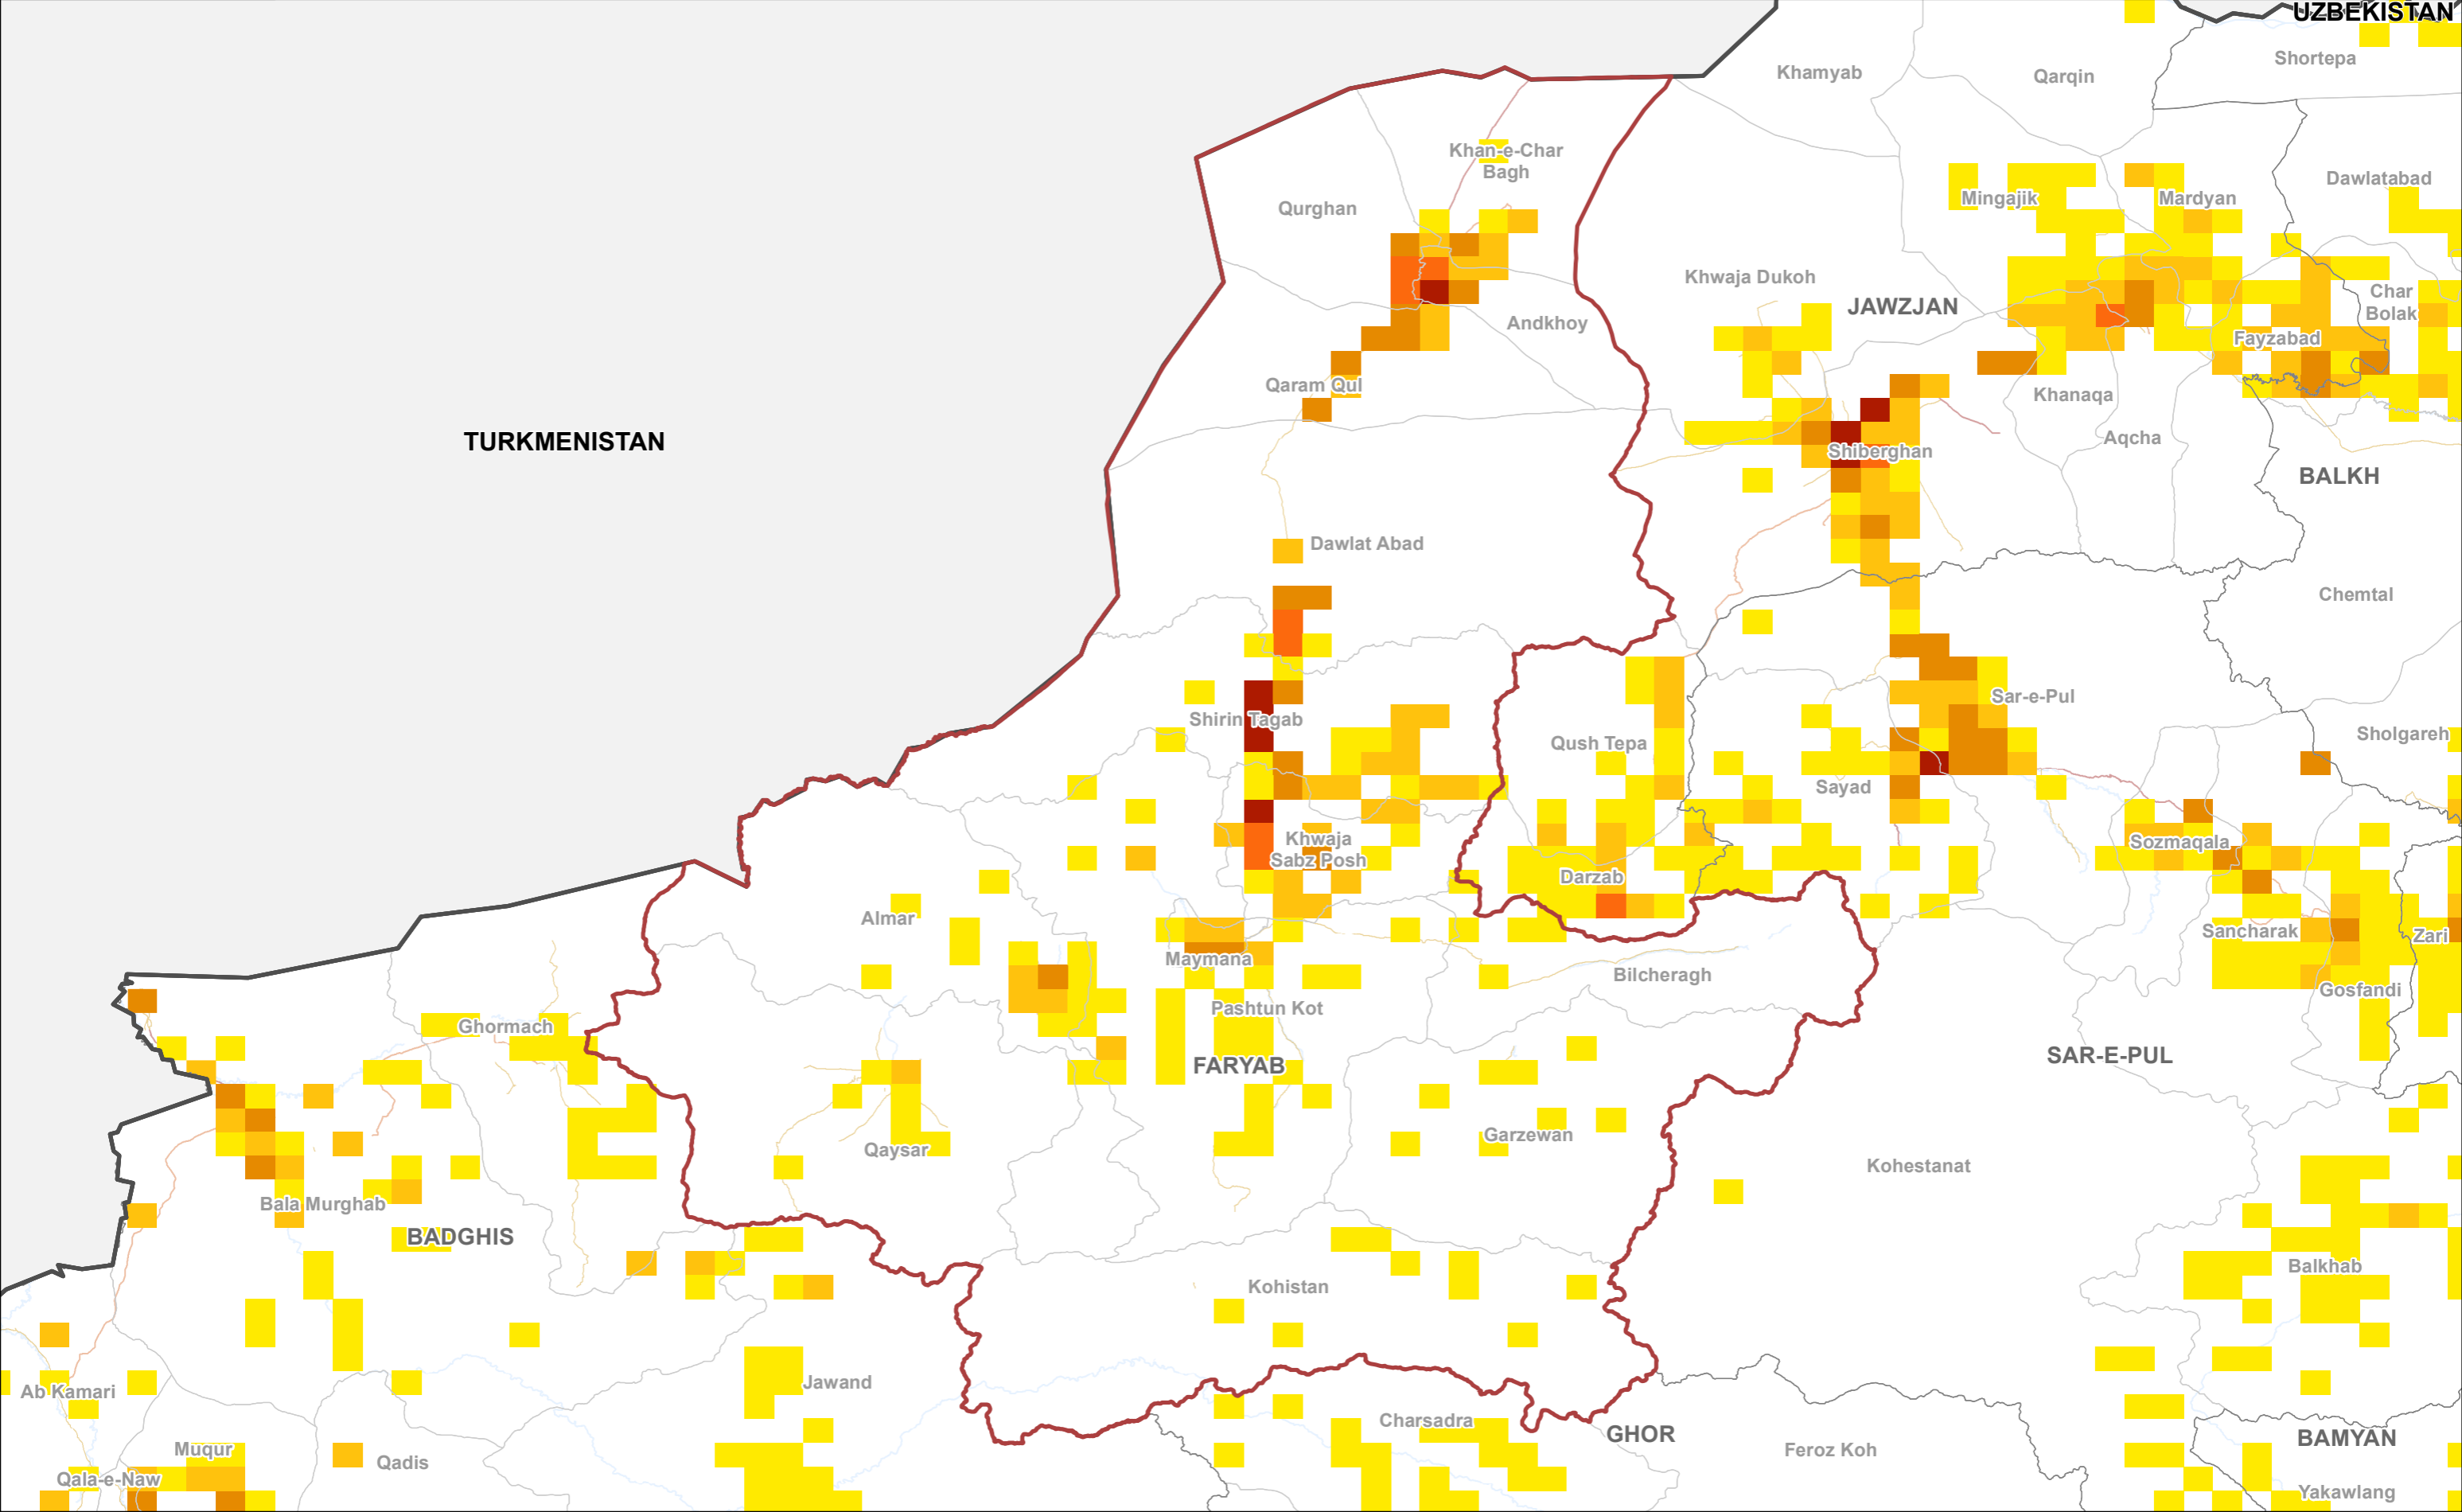 UZBEKISTAN
Shortepa
Khamyab
Qarqin
Khan-e-Char
Bagh
Dawlatabad
Mingajik
Mardyan
Qurghan
Khwaja Dukoh
JAWZJAN
Char
Bolak
Andkhoy
Fayzabad
Qaram Qul
Khanaqa
TURKMENISTAN
Aqcha
Shiberghan
BALKH
Dawlat Abad
Chemtal
Sar-e-Pul
Shirin Tagab
Sholgareh
Qush Tepa
Sayad
Khwaja
Sabz Posh
Sozmaqala
Darzab
Almar
Sancharak
Zari
Maymana
Bilcheragh
Gosfandi
Pashtun Kot
Ghormach
SAR-E-PUL
FARYAB
Garzewan
Qaysar
Kohestanat
Bala Murghab
BADGHIS
Balkhab
Kohistan
Jawand
Ab Kamari
Charsadra
GHOR
BAMYAN
Muqur
Feroz Koh
Qadis
Qala-e-Naw
Yakawlang